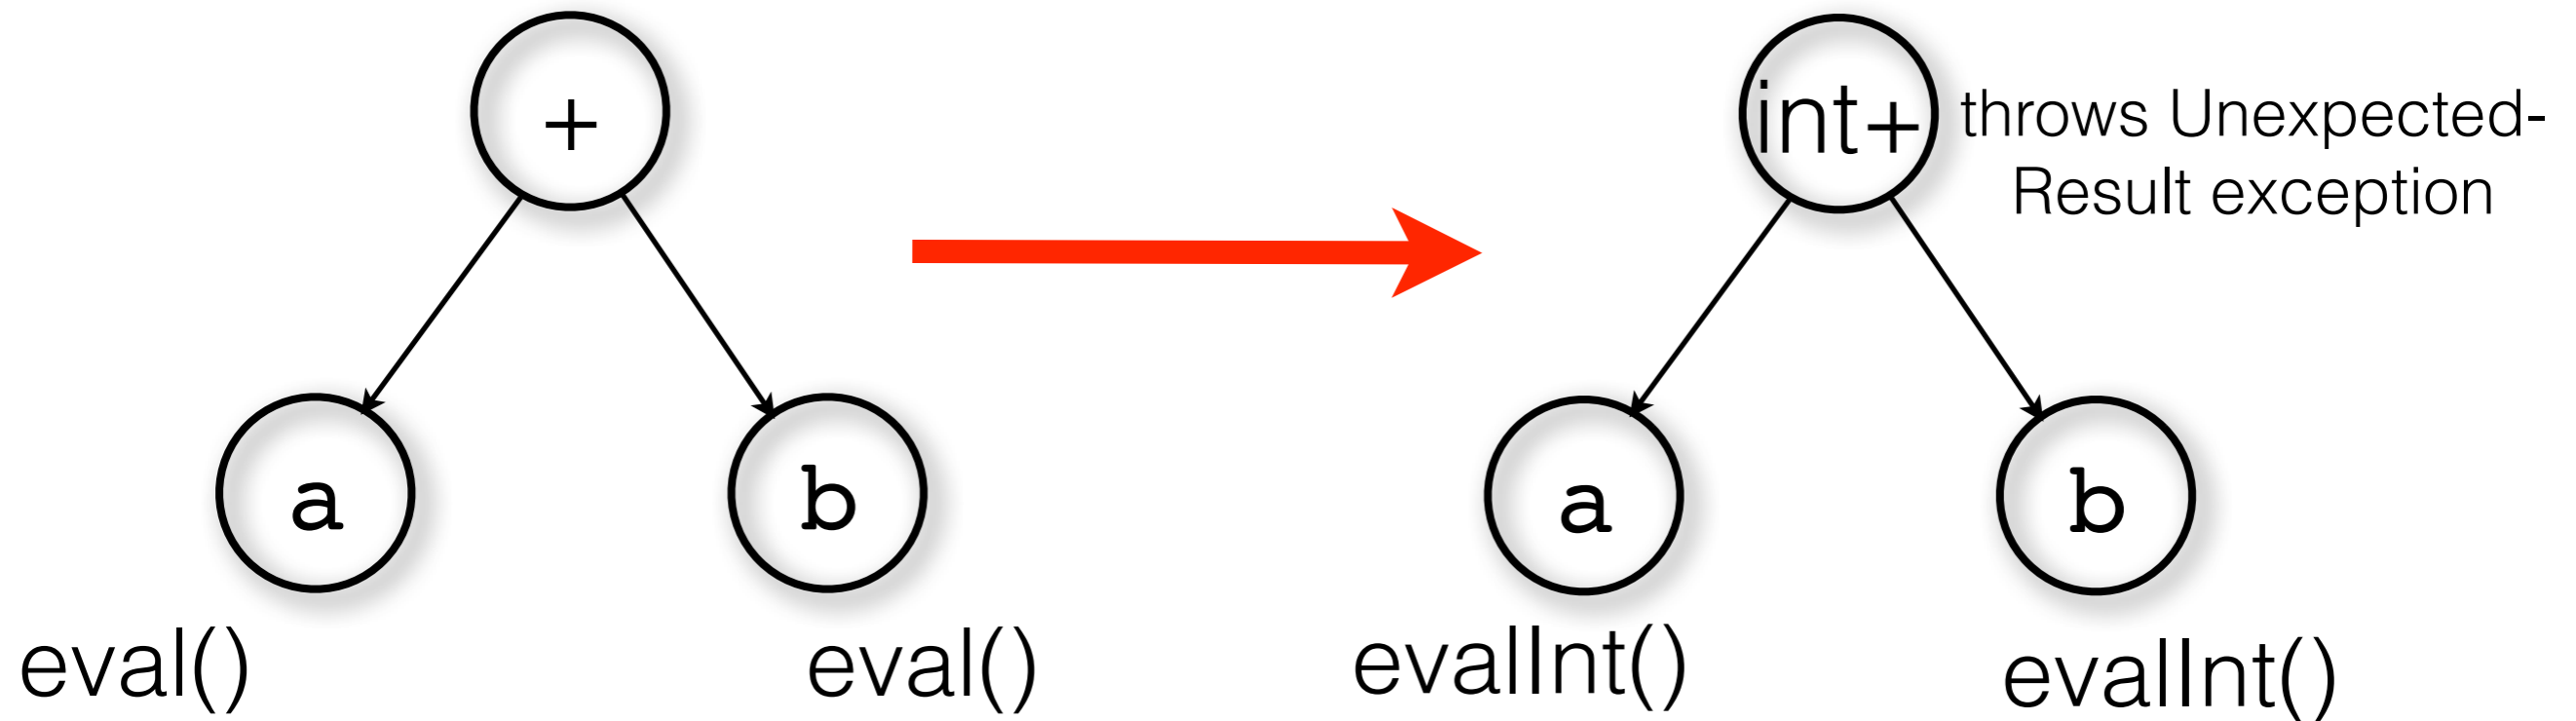 +
a
b
eval()
eval()
int+
throws Unexpected-
Result exception
a
b
evalInt()
evalInt()